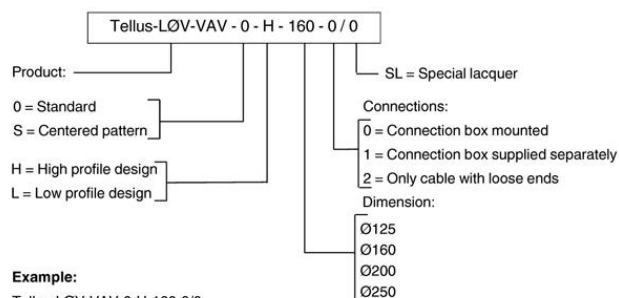 Tellus-LØV-VAV - 0 - H - 160 - 0 / 0
Product:
0 = Standard
S = Centered pattern
H = High profile design
L = Low profile design
SL = Special lacquer
Connections:
0 = Connection box mounted
1 = Connection box supplied separately
2 = Only cable with loose ends
Dimension:
Ø125
Ø160
Ø200
Ø250
Example: